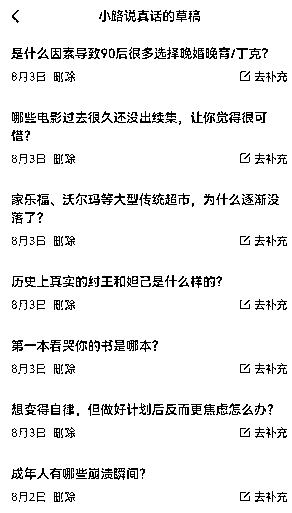 小路说真话的草稿
是什么因素导致90后很多选择晚婚晚育/丁克?
8月3日 删除 去补充
哪些电影过去很久还没出续集，让你觉得很可
惜?
8月3日 删除 去补充
家乐福、沃尔玛等大型传统超市，为什么逐渐没
落了?
8月3日 删除 去补充
历史上真实的纣王和妲己是什么样的?
8月3日 删除 去补充
第一本看哭你的书是哪本?
8月3日 删除 去补充
想变得自律，但做好计划后反而更焦虑怎么办?
8月3日 删除 去补充
成年人有哪些崩溃瞬间?
8月2日 删除 去补充